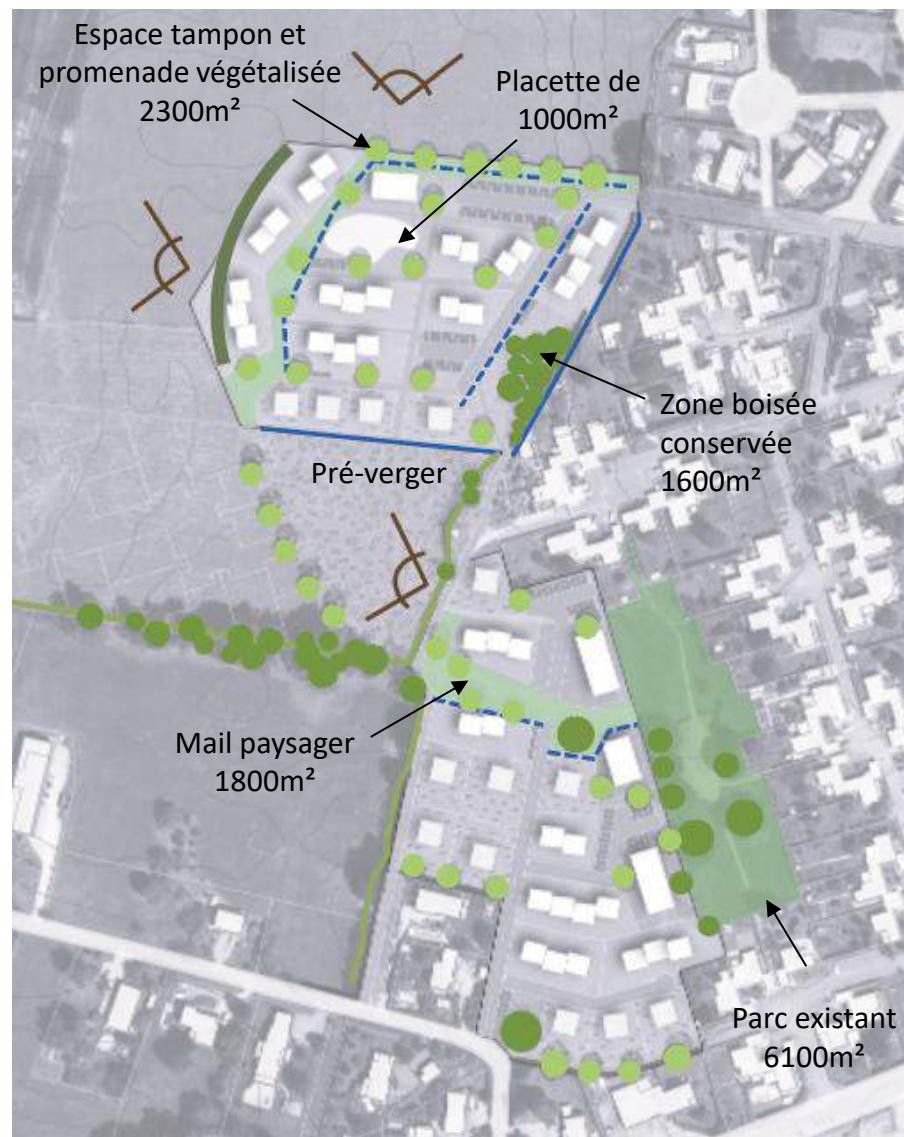 Espace tampon et
promenade végétalisée
2300m²
Placette de
1000m²
Zone boisée
conservée
1600m²
Pré-verger
Mail paysager
1800m²
Parc existant
6100m²